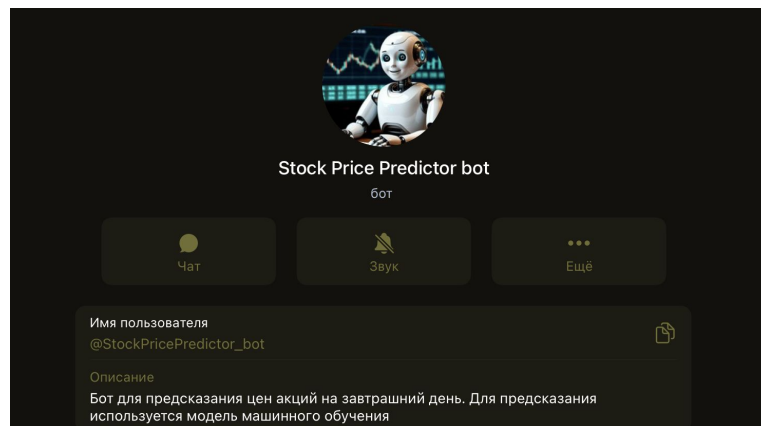 Stock Price Predictor bot
бот
Чат
Звук
Ещё
Имя пользователя
@StockPricePredictor_bot
Описание
Бот для предсказания цен акций на завтрашний день. Для предсказания
используется модель машинного обучения